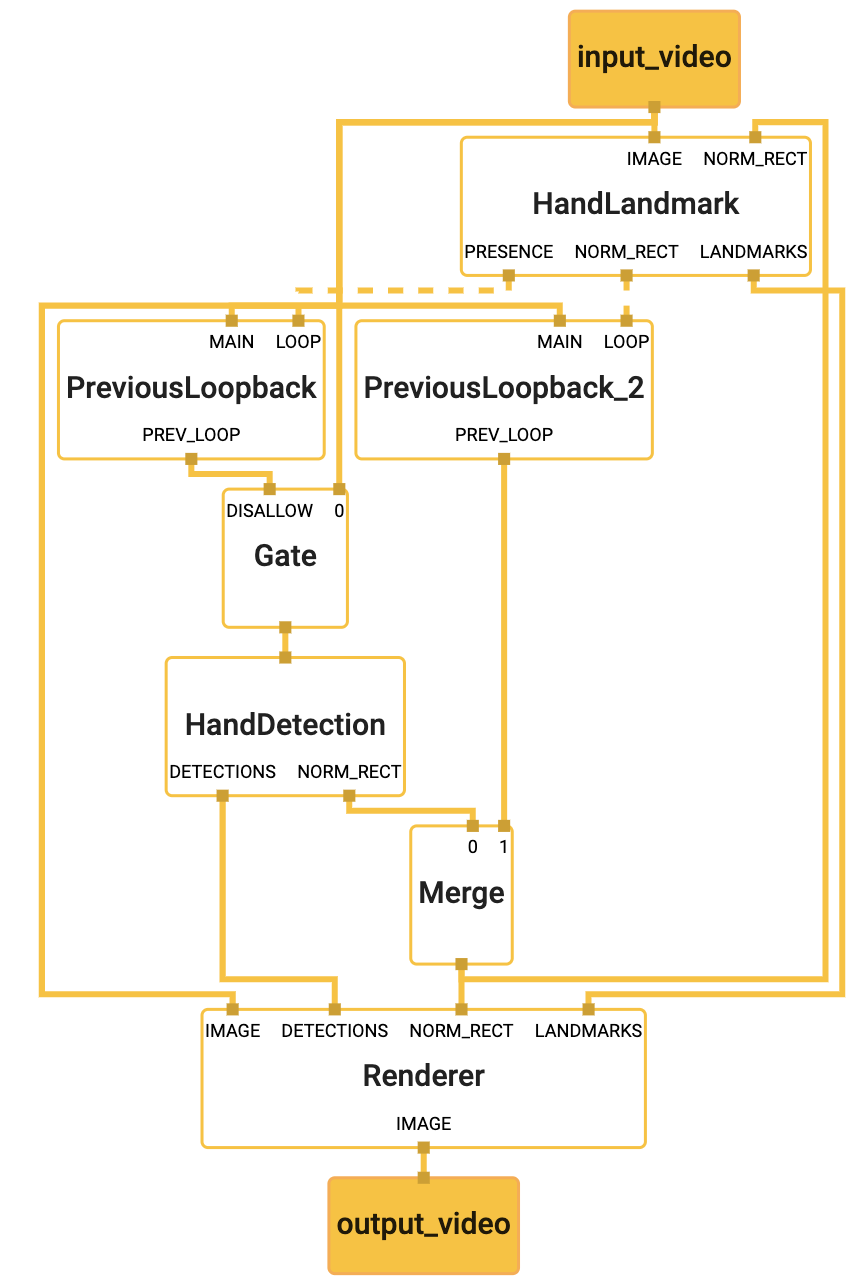 input_video
IMAGE NORM_RECT
HandLandmark
PRESENCE NORM_RECT LANDMARKS
MAIN LOOP
PreviousLoopback
PREV_LOOP
MAIN LOOP
PreviousLoopback_2
PREV_LOOP
DISALLOW 0
Gate
HandDetection
DETECTIONS NORM_RECT
0 1
Merge
IMAGE DETECTIONS NORM_RECT LANDMARKS
Renderer
IMAGE
output_video